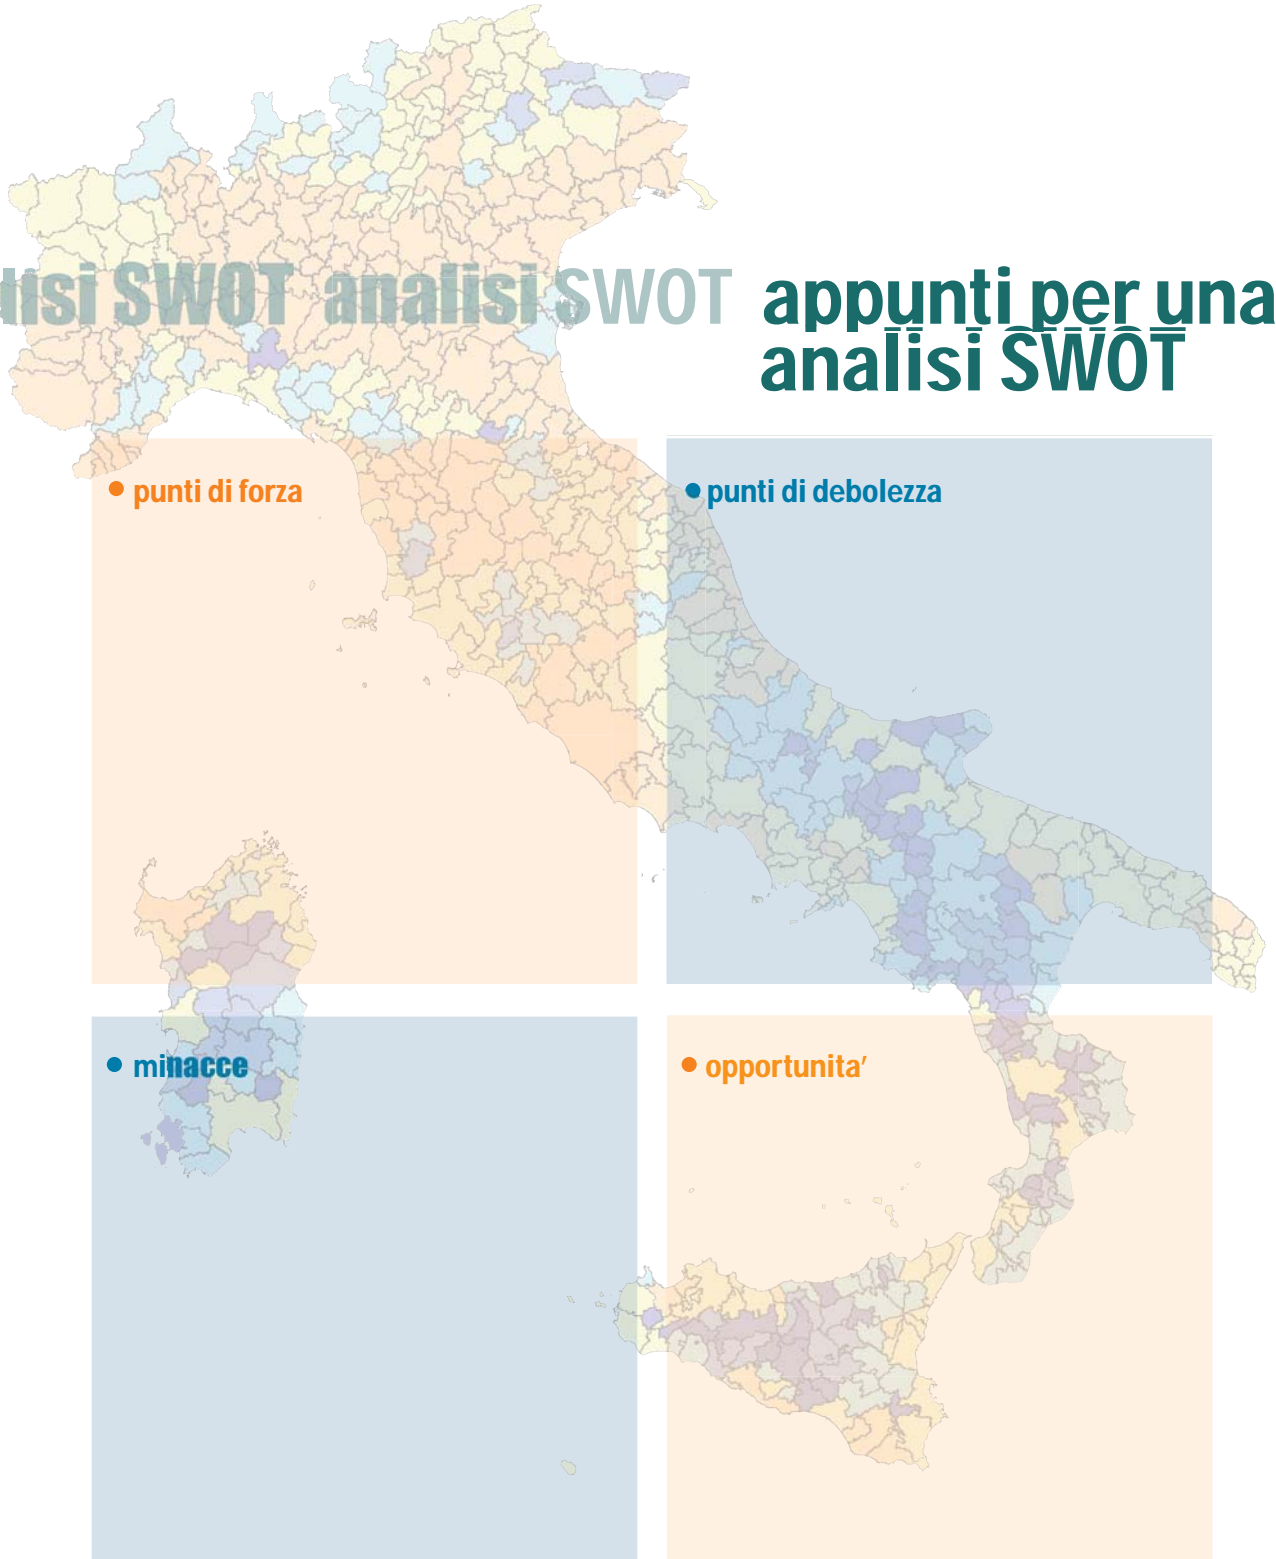 lisi SWOT analisi SWOT appunti per una
analisi SWOT
• punti di forza
• punti di debolezza
• minacce
• opportunita'